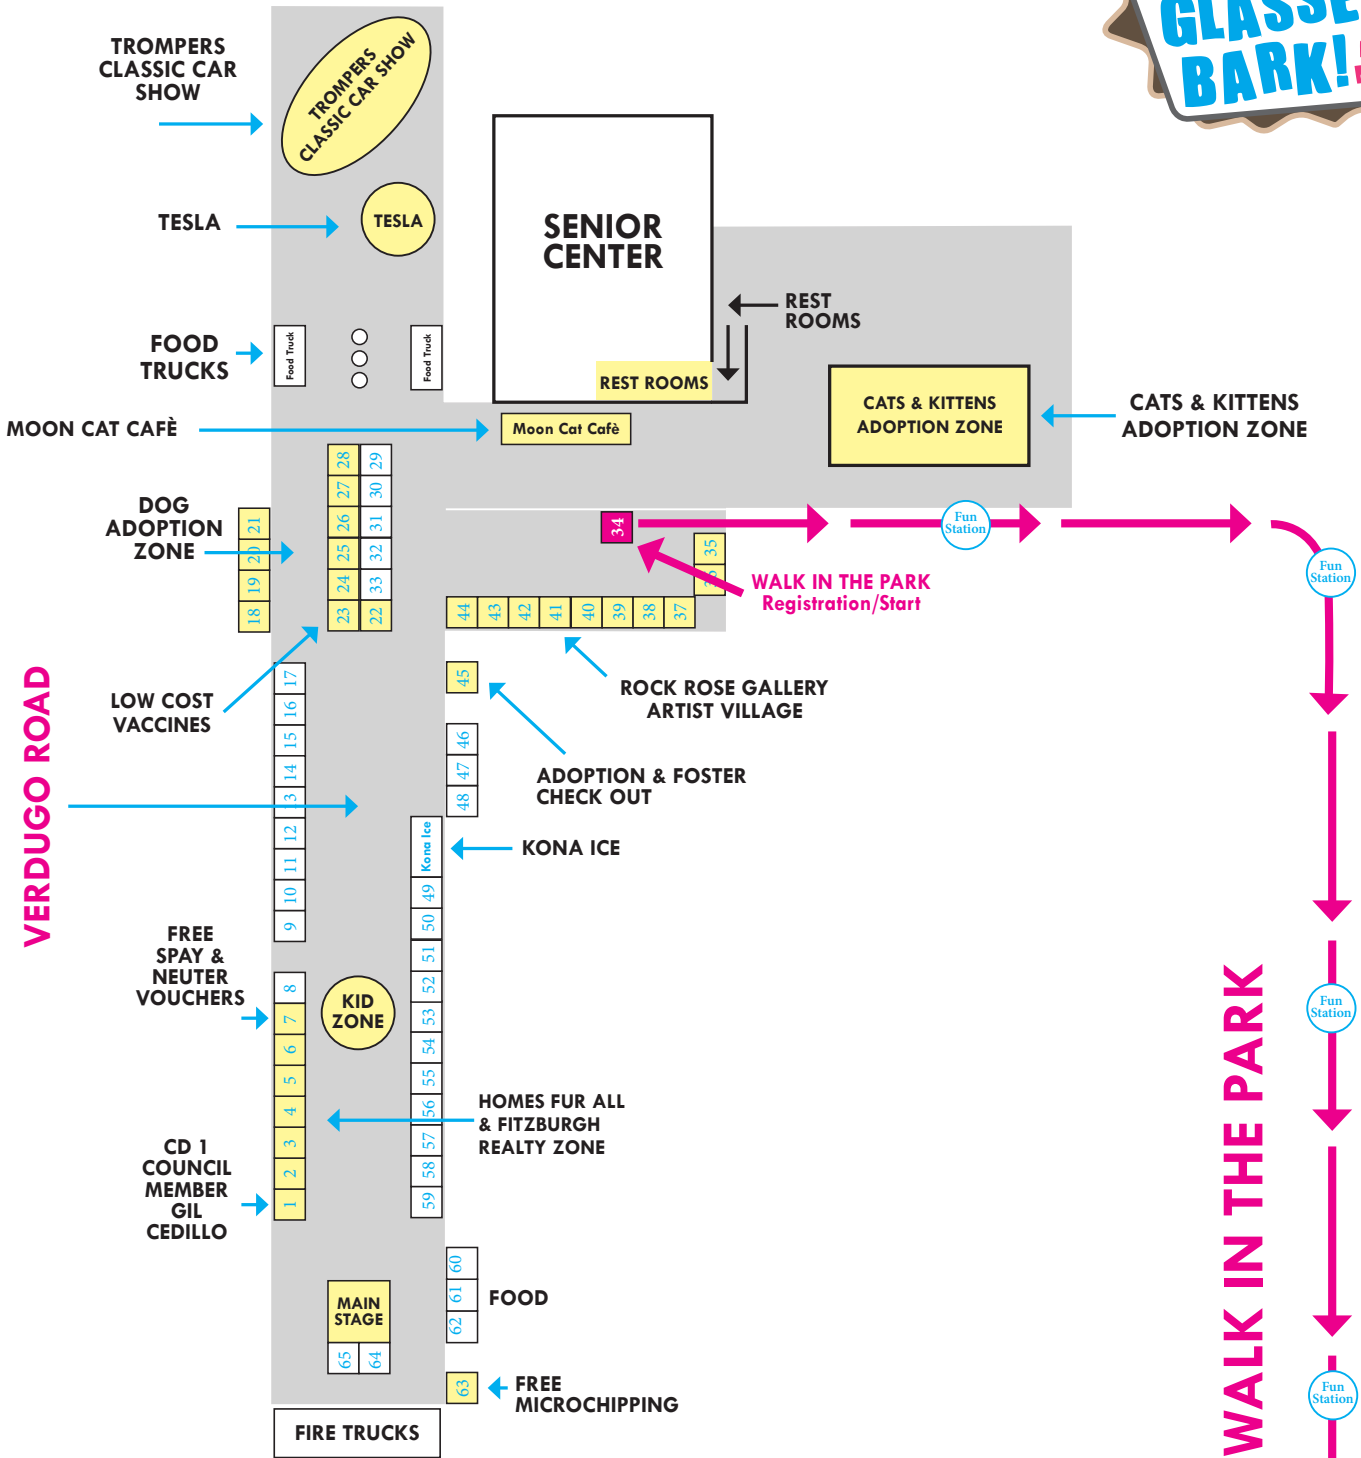 GLASSE
BARK!
TROMPERS
CLASSIC CAR
SHOW
TROMPERS
CLASSIC CAR SHOW
TESLA
TESLA
SENIOR
CENTER
REST
ROOMS
REST ROOMS
FOOD
TRUCKS
Food Truck
Food Truck
MOON CAT CAFÈ
Moon Cat Cafè
CATS & KITTENS
ADOPTION ZONE
CATS & KITTENS
ADOPTION ZONE
28
29
27
30
26
31
25
32
24
33
23
22
DOG
ADOPTION
ZONE
21
20
19
18
34
Fun
Station
Fun
Station
35
WALK IN THE PARK
Registration/Start
44
43
42
41
40
39
38
37
ROCK ROSE GALLERY
ARTIST VILLAGE
LOW COST
VACCINES
VERDUGO ROAD
17
16
15
14
13
12
11
10
9
45
ADOPTION & FOSTER
CHECK OUT
46
47
48
Kona Ice
KONA ICE
49
50
51
52
53
54
55
56
57
58
59
FREE
SPAY &
NEUTER
VOUCHERS
8
7
6
5
4
3
2
1
KID
ZONE
HOMES FUR ALL
& FITZBURGH
REALTY ZONE
CD 1
COUNCIL
MEMBER
GIL
CEDILLO
60
61
62
FOOD
MAIN
STAGE
65
64
63
FREE
MICROCHIPPING
FIRE TRUCKS
WALK IN THE PARK
Fun
Station
Fun
Station